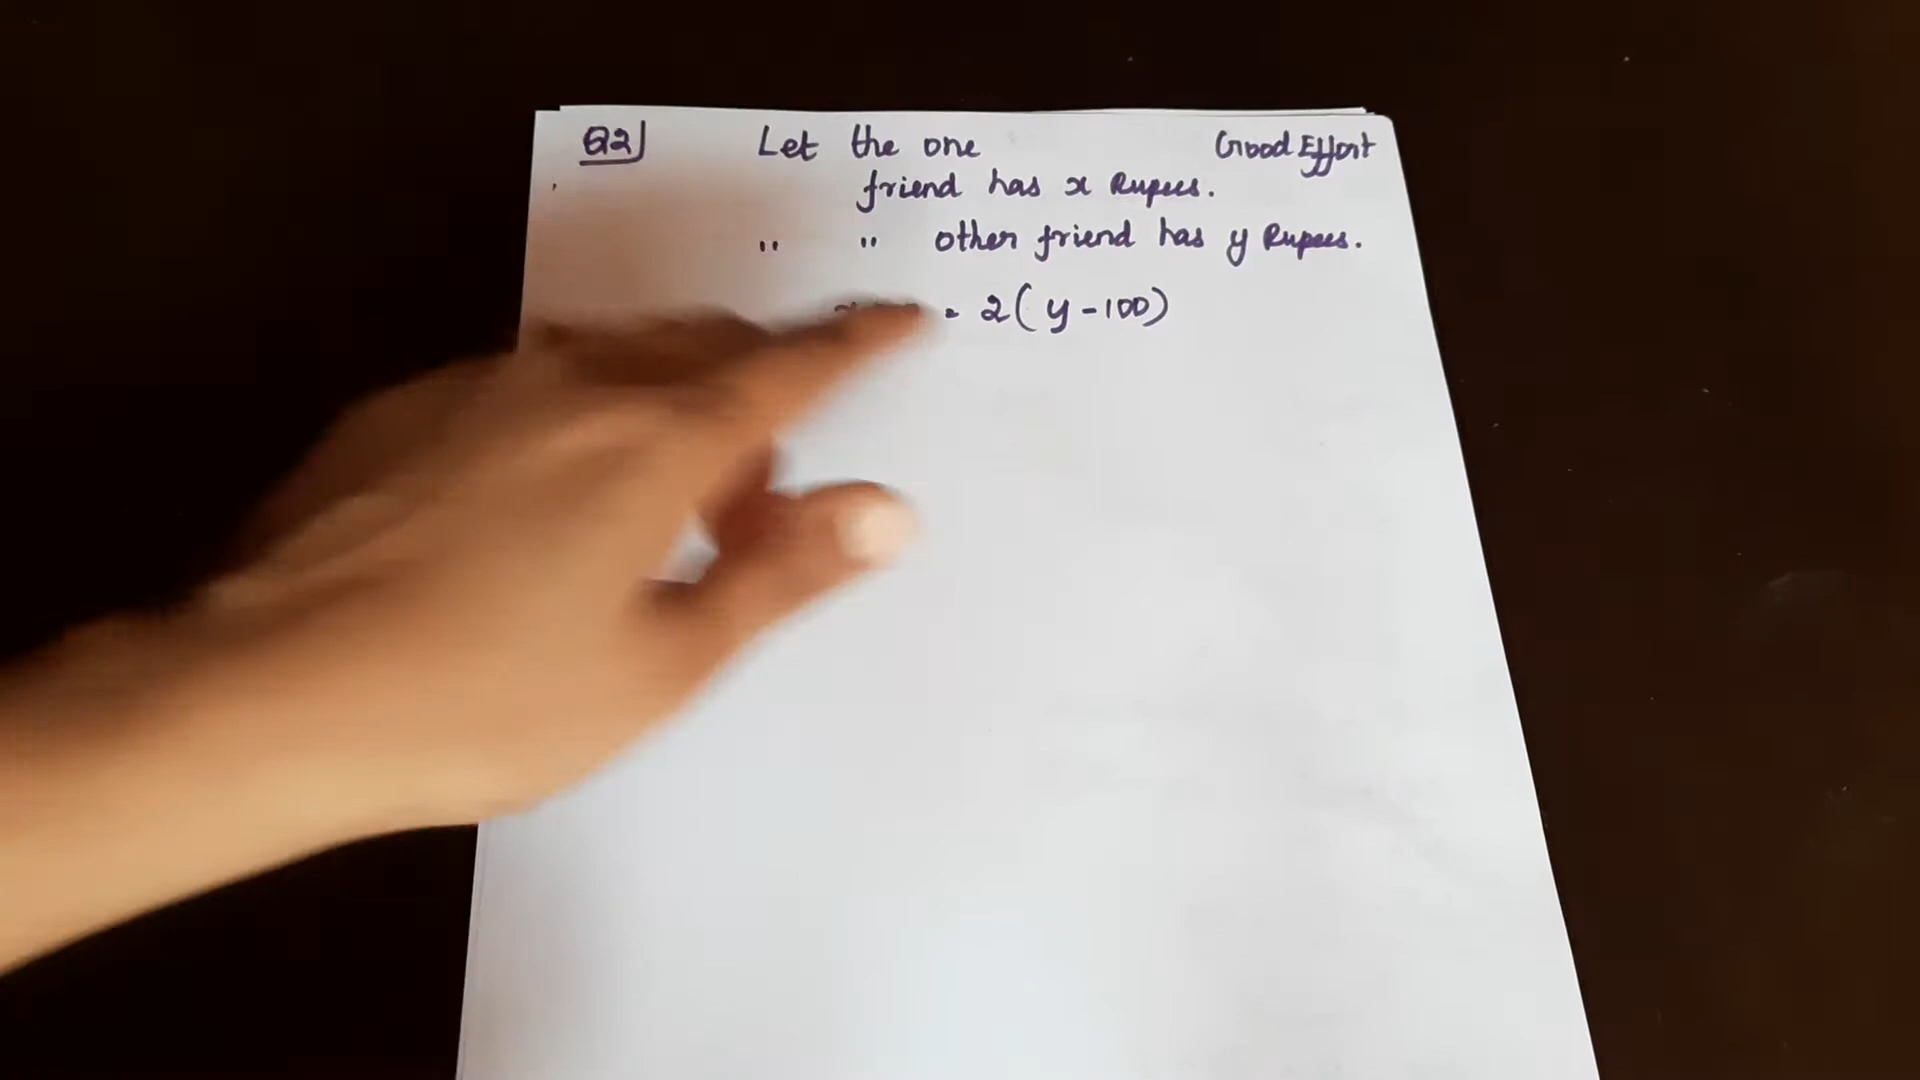 Q2) Let the one Good Effort
friend has x Rupees.
" " other friend has y Rupees.
= 2(y-100)